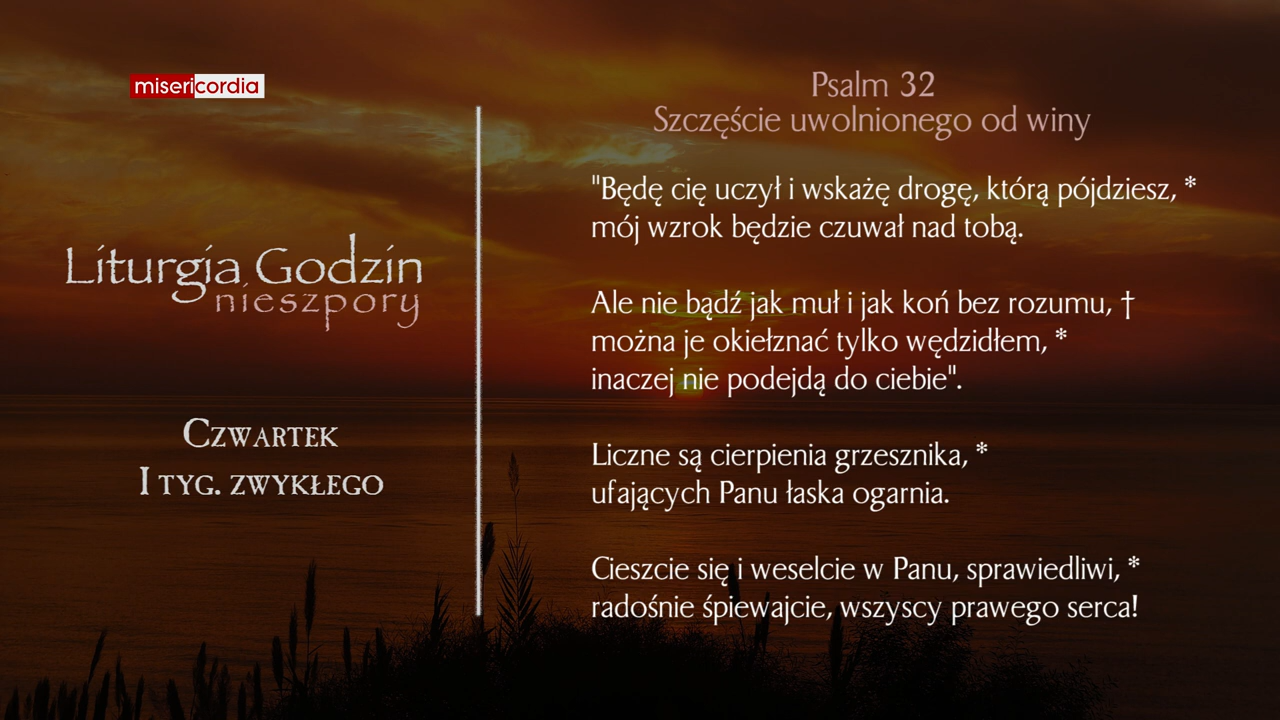 misericordia
Liturgia Godzin
nieszpory
Czwartek
I tyg. zwykłego
Psalm 32
Szczęście uwolnionego od winy
"Będę cię uczył i wskażę drogę, którą pójdziesz, *
mój wzrok będzie czuwał nad tobą.
Ale nie bądź jak muł i jak koń bez rozumu, †
można je okiełznać tylko wędzidłem, *
inaczej nie podejdą do ciebie".
Liczne są cierpienia grzesznika, *
ufających Panu łaska ogarnia.
Cieszcie się i weselcie w Panu, sprawiedliwi, *
radośnie śpiewajcie, wszyscy prawego serca!